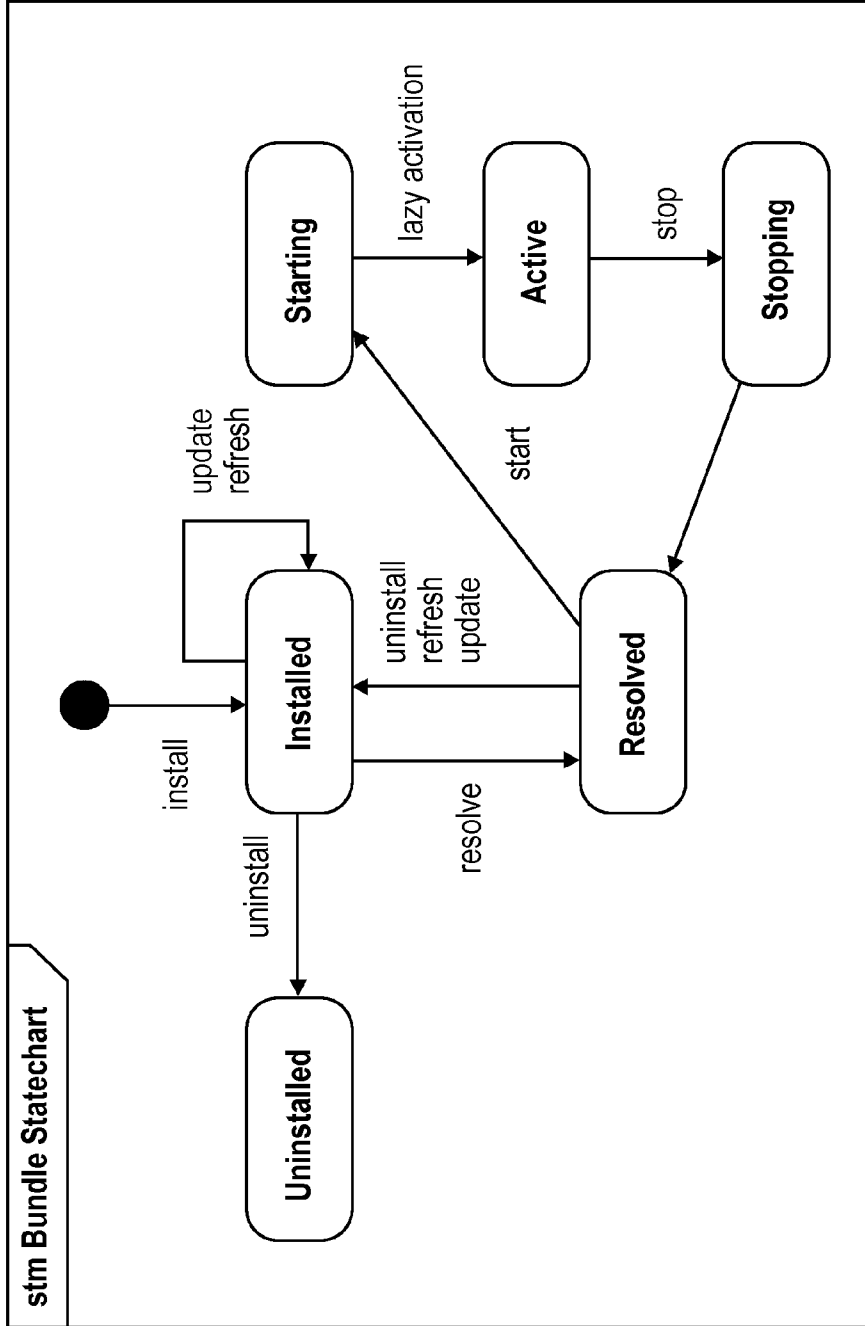 stm Bundle Statechart
install
update
refresh
uninstall
Uninstalled
Installed
Starting
resolve
uninstall
refresh
update
start
lazy activation
Active
Resolved
stop
Stopping